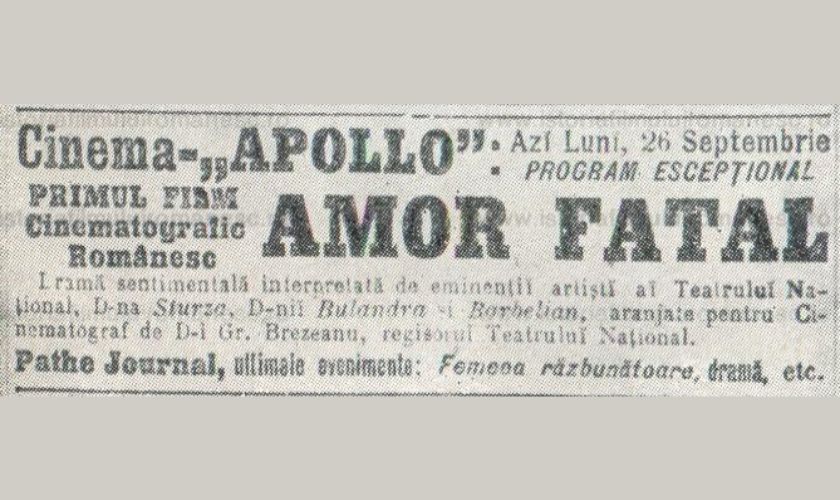 Cinema-„APOLLO”: Azi Luni, 26 Septembrie
PROGRAM ESCEPȚIONAL
PRIMUL FIRM
Cinematografic
Românesc
AMOR FATAL
Dramă sentimentală interpretată de eminenții artiști ai Teatrului Na-
țional, D-na Sturza, D-nii Bulandra și Barbelian, aranjate pentru Ci-
nematograf de D-l Gr. Brezeanu, regisorul Teatrului Național.
Pathe Journal, ultimele evenimente: Femeea răzbunătoare, dramă, etc.